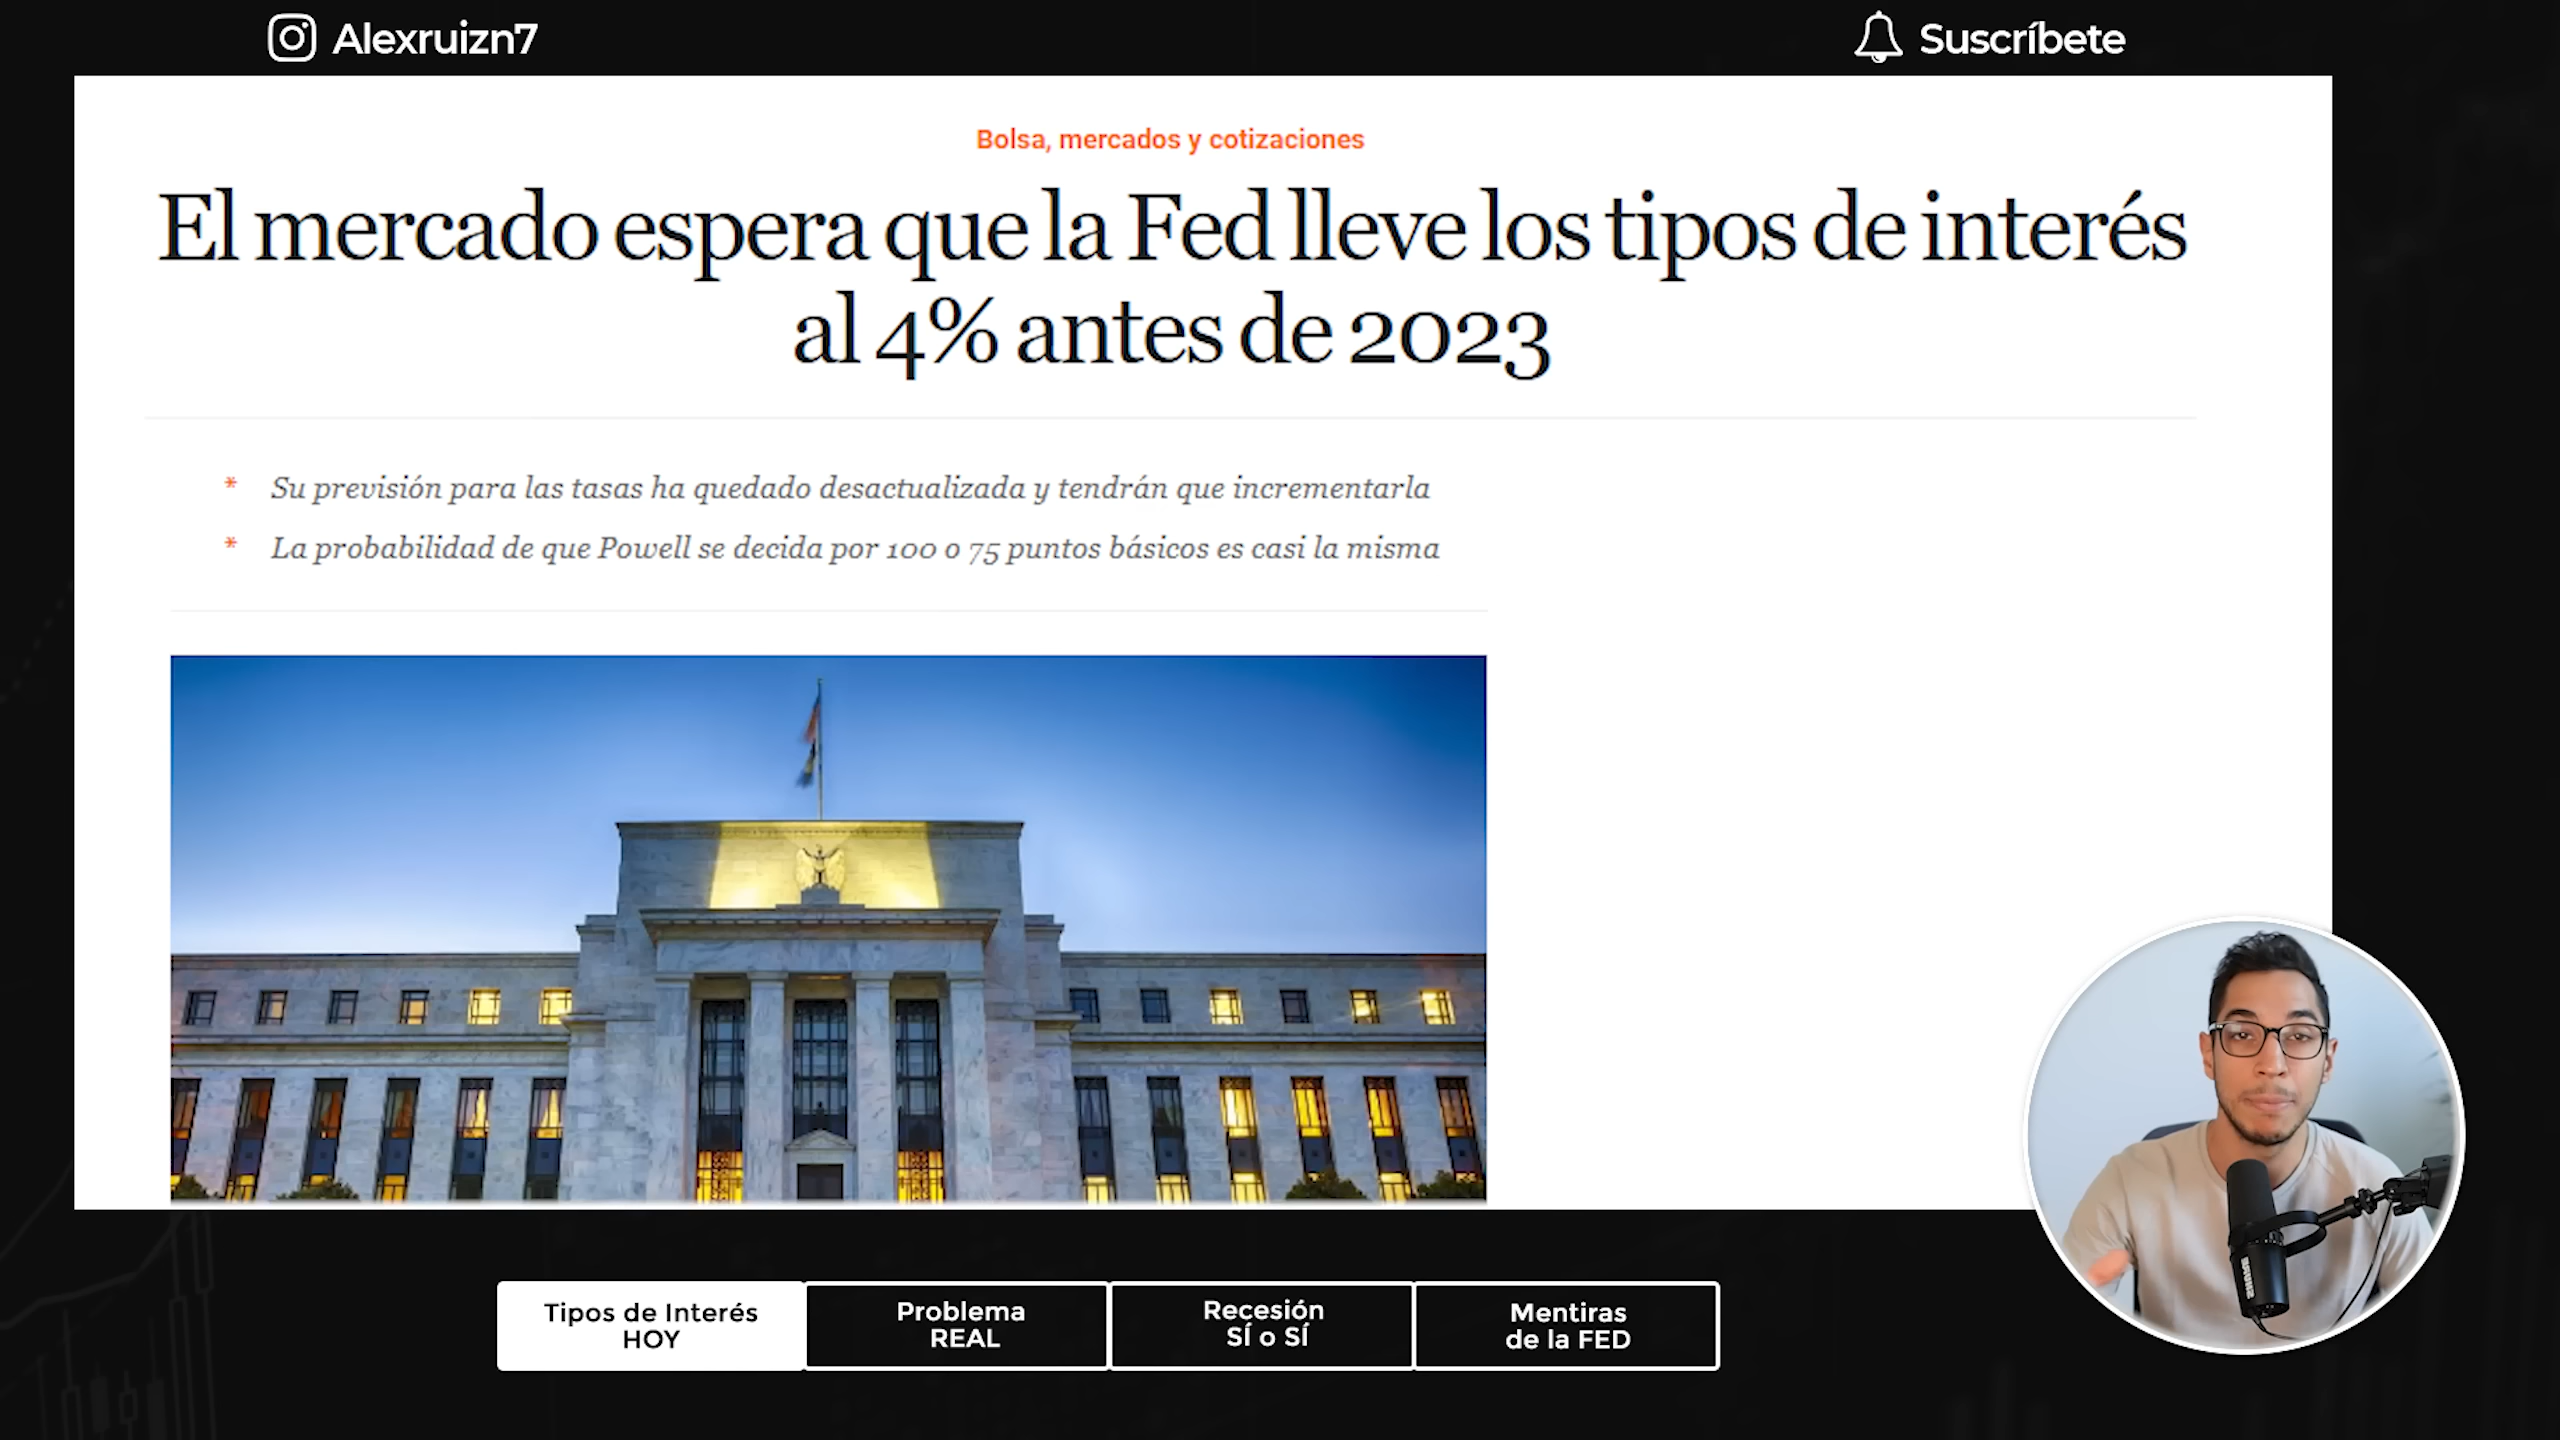 Alexruizn7
Suscríbete
Bolsa, mercados y cotizaciones
El mercado espera que la Fed lleve los tipos de interés
al 4% antes de 2023
* Su previsión para las tasas ha quedado desactualizada y tendrán que incrementarla
* La probabilidad de que Powell se decida por 100 o 75 puntos básicos es casi la misma
SHURE
Tipos de Interés
HOY
Problema
REAL
Recesión
SÍ o SÍ
Mentiras
de la FED